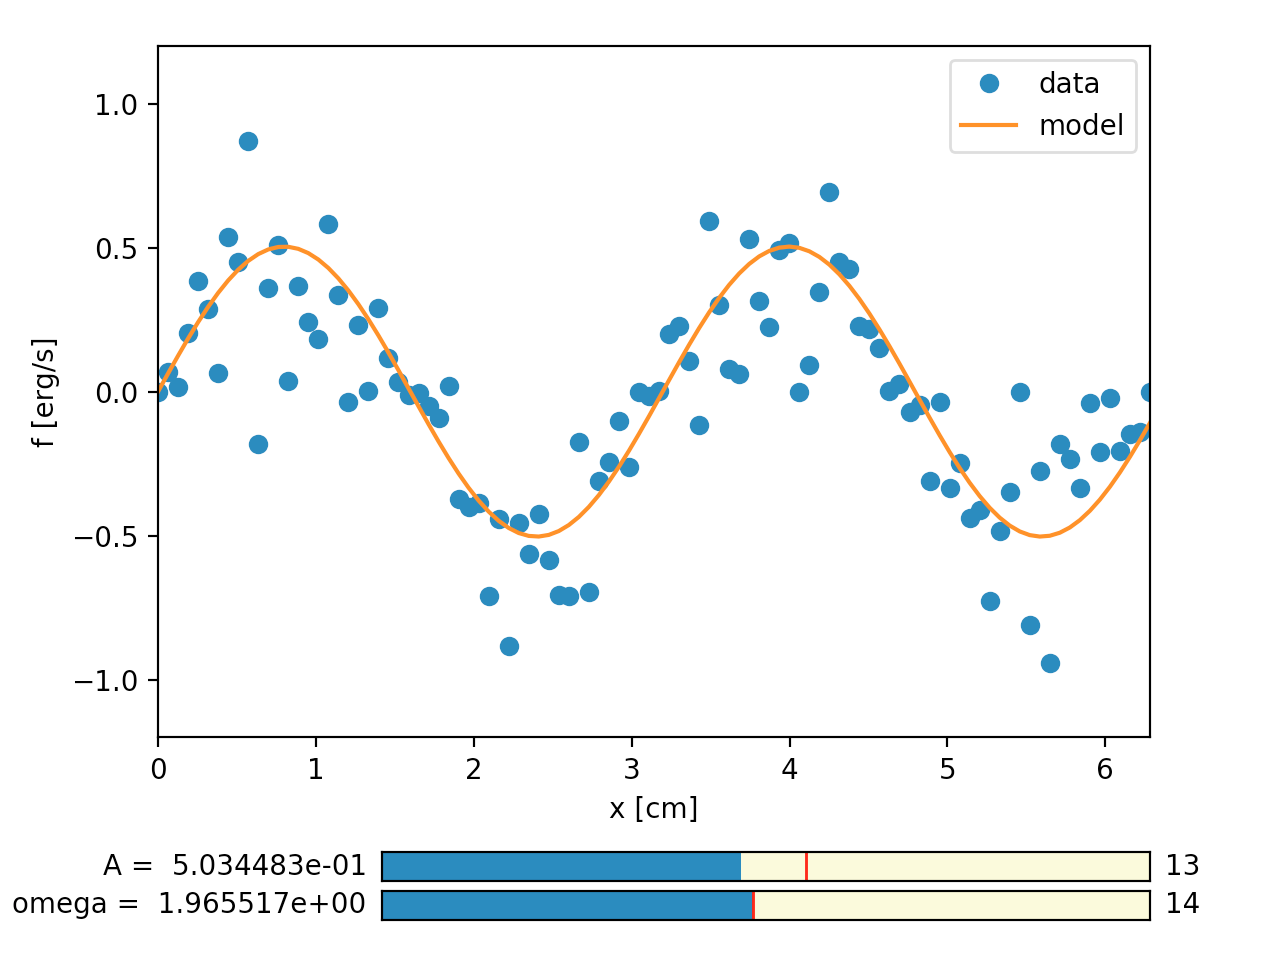 data
model
1.0
0.5
0.0
−0.5
−1.0
f [erg/s]
0 1 2 3 4 5 6
x [cm]
A = 5.034483e-01 13
omega = 1.965517e+00 14